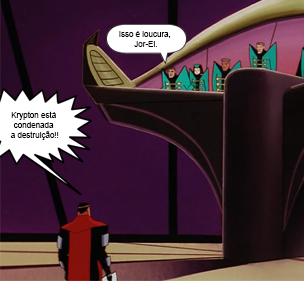 Isso é loucura,
Jor-El.
Krypton está
condenada
a destruição!!